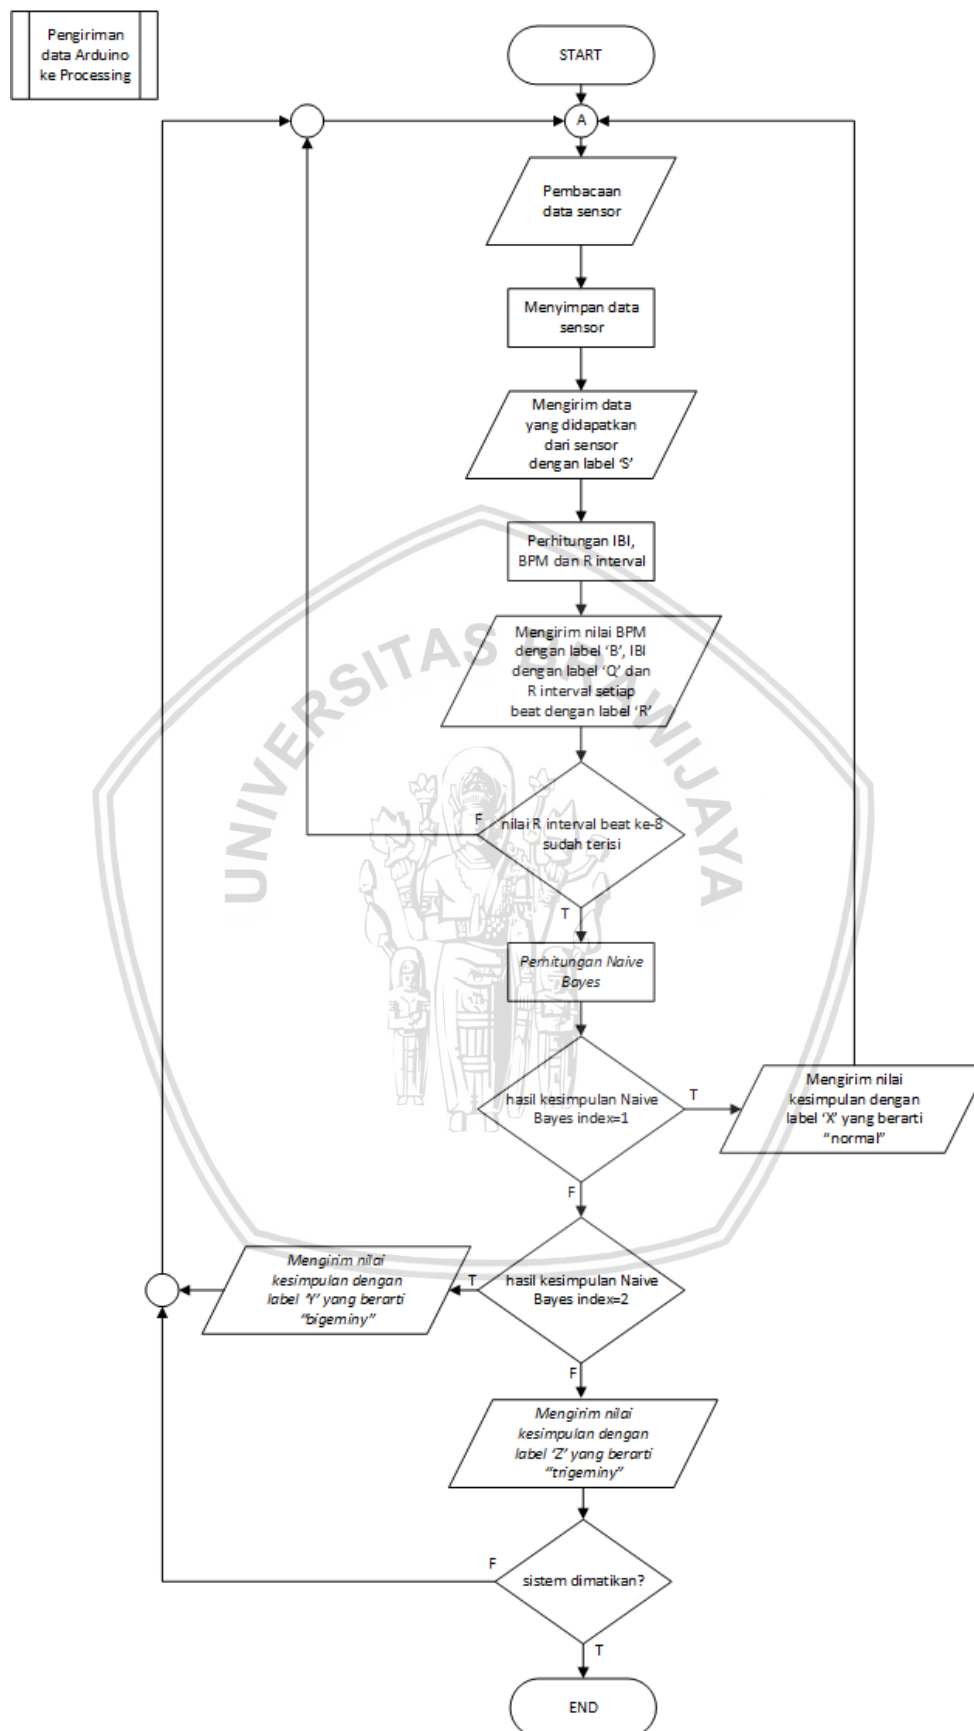 Pengiriman
data Arduino
ke Processing
START
A
Pembacaan
data sensor
Menyimpan data
sensor
Mengirim data
yang didapatkan
dari sensor
dengan label ‘S’
Perhitungan IBI,
BPM dan R interval
Mengirim nilai BPM
dengan label ‘B’, IBI
dengan label ‘Q’ dan
R interval setiap
beat dengan label ‘R’
nilai R interval beat ke-8
sudah terisi
F
T
Perhitungan Naive
Bayes
hasil kesimpulan Naive
Bayes index=1
T
Mengirim nilai
kesimpulan dengan
label ‘X’ yang berarti
“normal”
F
hasil kesimpulan Naive
Bayes index=2
T
Mengirim nilai
kesimpulan dengan
label ‘Y’ yang berarti
“bigeminy”
F
Mengirim nilai
kesimpulan dengan
label ‘Z’ yang berarti
“trigeminy”
sistem dimatikan?
F
T
END
UNIVERSITAS BRAWIJAYA